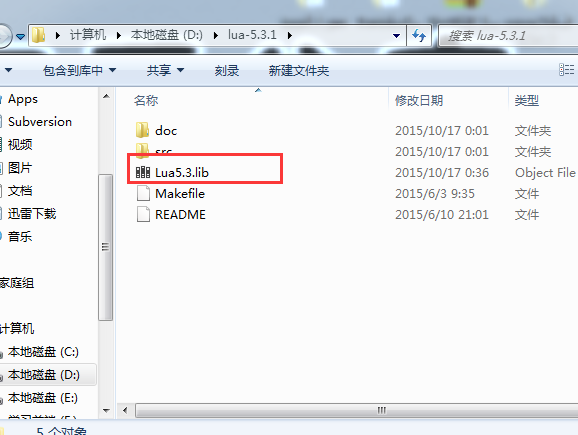 计算机 本地磁盘 (D:) lua-5.3.1 搜索 lua-5.3.1
包含到库中 共享 刻录 新建文件夹
名称 修改日期 类型
Apps
Subversion
视频
图片
文档
迅雷下载
音乐
家庭组
计算机
本地磁盘 (C:)
本地磁盘 (D:)
本地磁盘 (E:)
doc 2015/10/17 0:01 文件夹
src 2015/10/17 0:01 文件夹
Lua5.3.lib 2015/10/17 0:36 Object File
Makefile 2015/6/3 9:35 文件
README 2015/6/10 21:01 文件
5 个对象